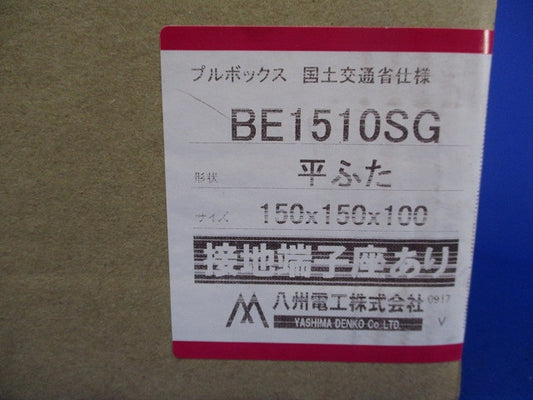 プルボックス 国土交通省仕様
BE1510SG
形状 平ふた
サイズ 150x150x100
接地端子座あり
八州電工株式会社 0917
YASHIMA DENKO Co.LTD. V